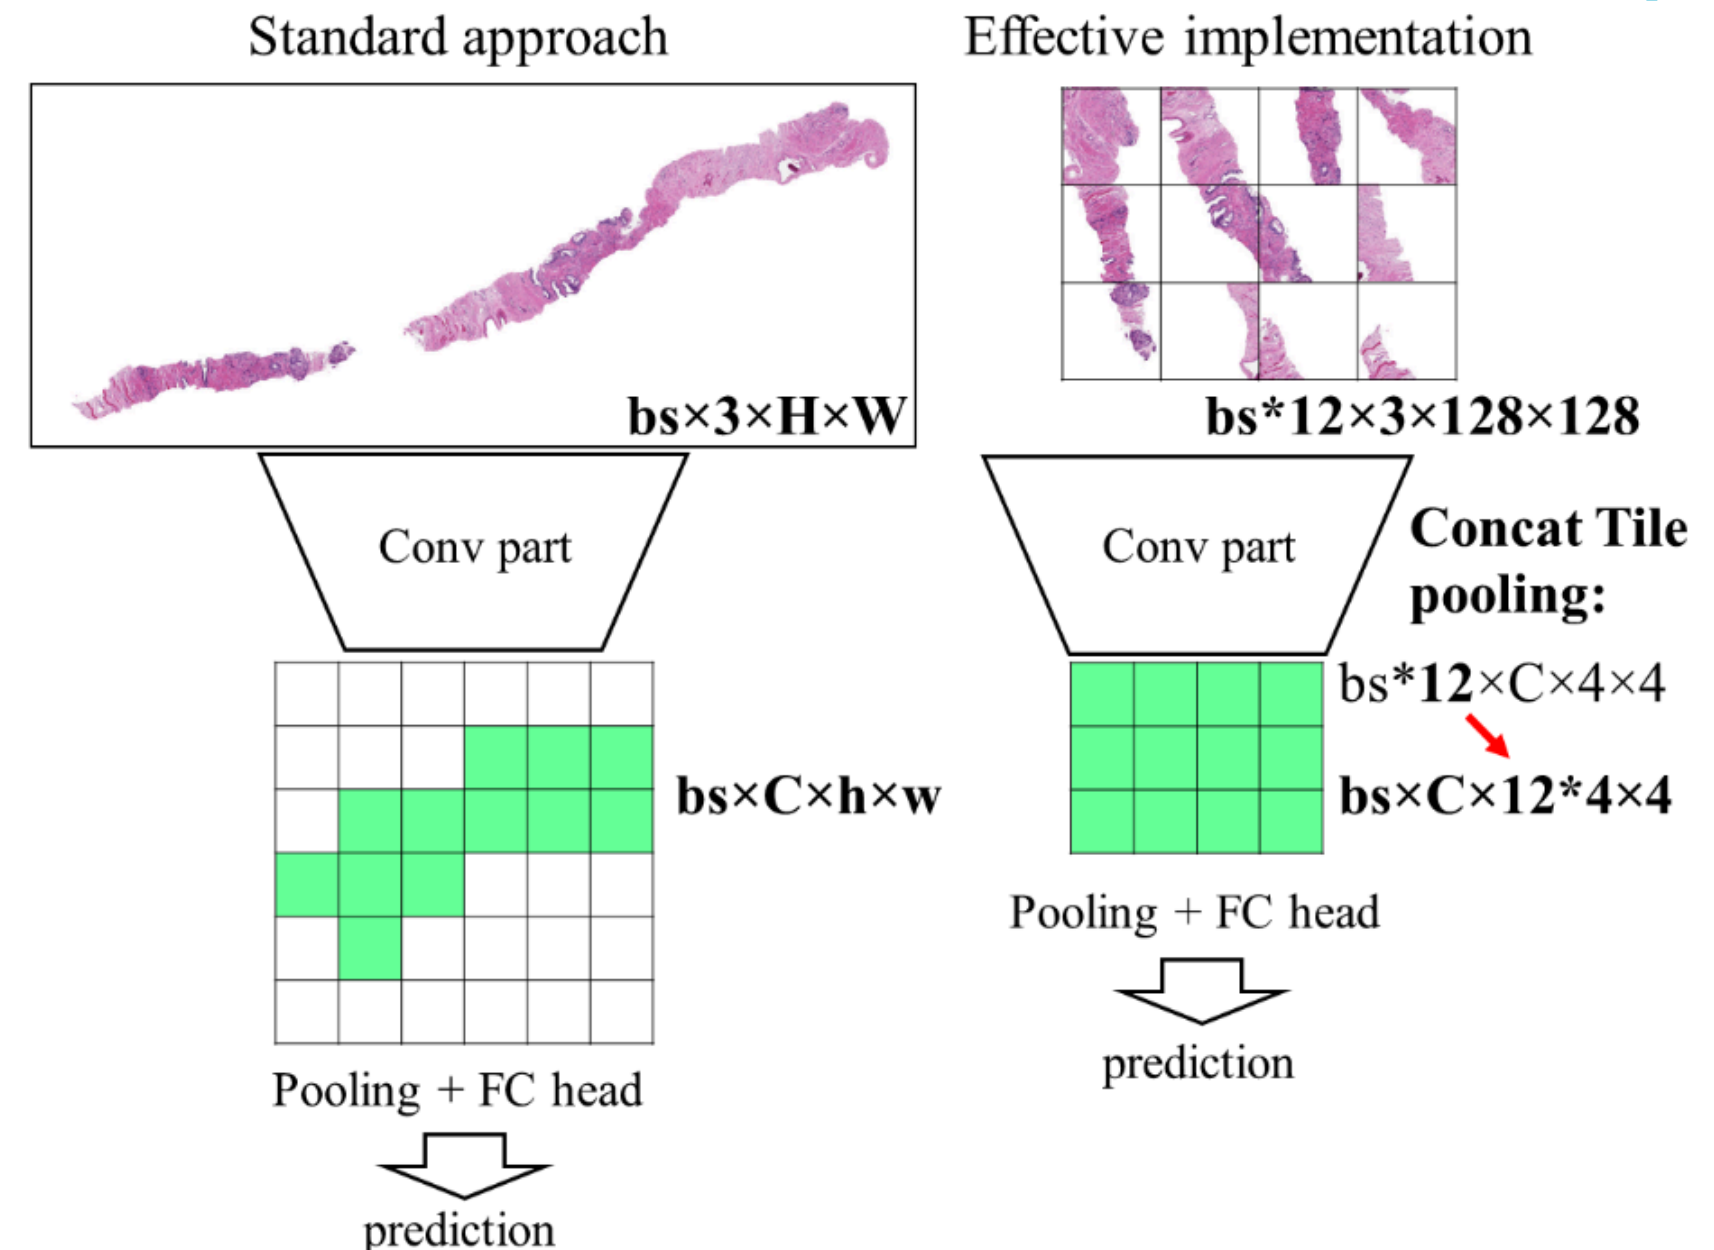 Standard approach
bs×3×H×W
Conv part
bs×C×h×w
Pooling + FC head
prediction
Effective implementation
bs*12×3×128×128
Conv part
Concat Tile
pooling:
bs*12×C×4×4
bs×C×12*4×4
Pooling + FC head
prediction